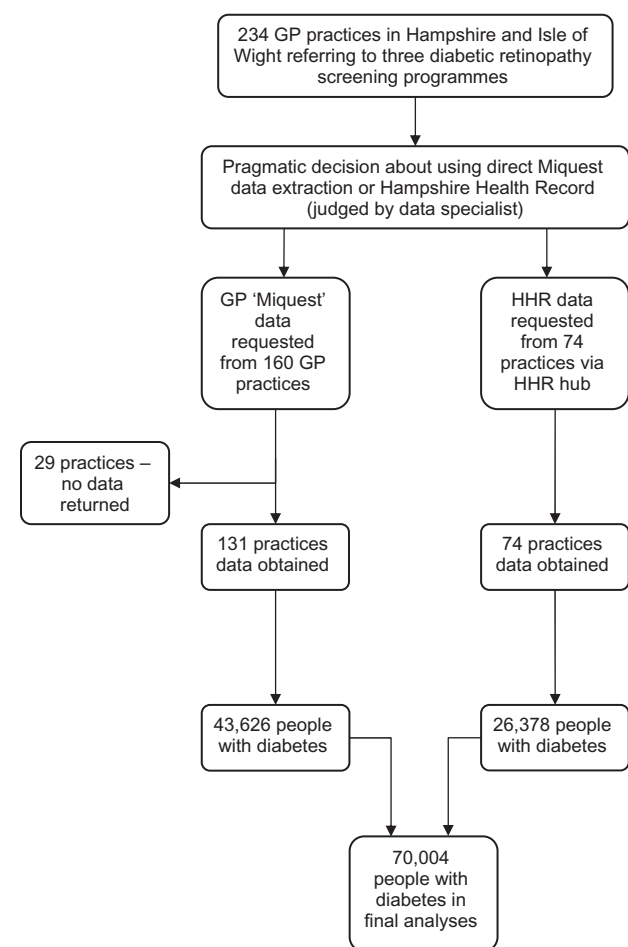 234 GP practices in Hampshire and Isle of
Wight referring to three diabetic retinopathy
screening programmes
Pragmatic decision about using direct Miquest
data extraction or Hampshire Health Record
(judged by data specialist)
GP ‘Miquest’
data
requested
from 160 GP
practices
HHR data
requested
from 74
practices via
HHR hub
29 practices –
no data
returned
131 practices
data obtained
74 practices
data obtained
43,626 people
with diabetes
26,378 people
with diabetes
70,004
people with
diabetes in
final analyses